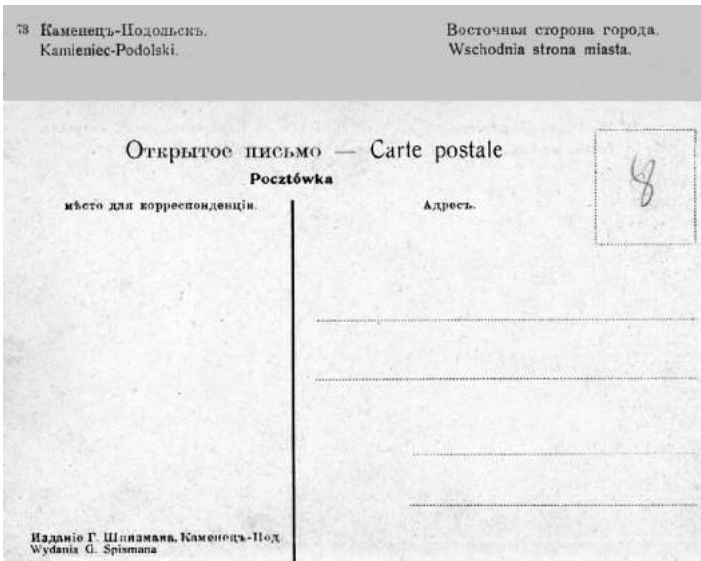 78 Каменецъ-Подольскъ.
Kamieniec-Podolski.
Восточная сторона города.
Wschodnia strona miasta.
Открытое письмо — Carte postale
Pocztówka
мѣсто для корреспонденціи.
Адресъ.
8
Изданіе Г. Шпизмана, Каменецъ-Под.
Wydania G. Spismana